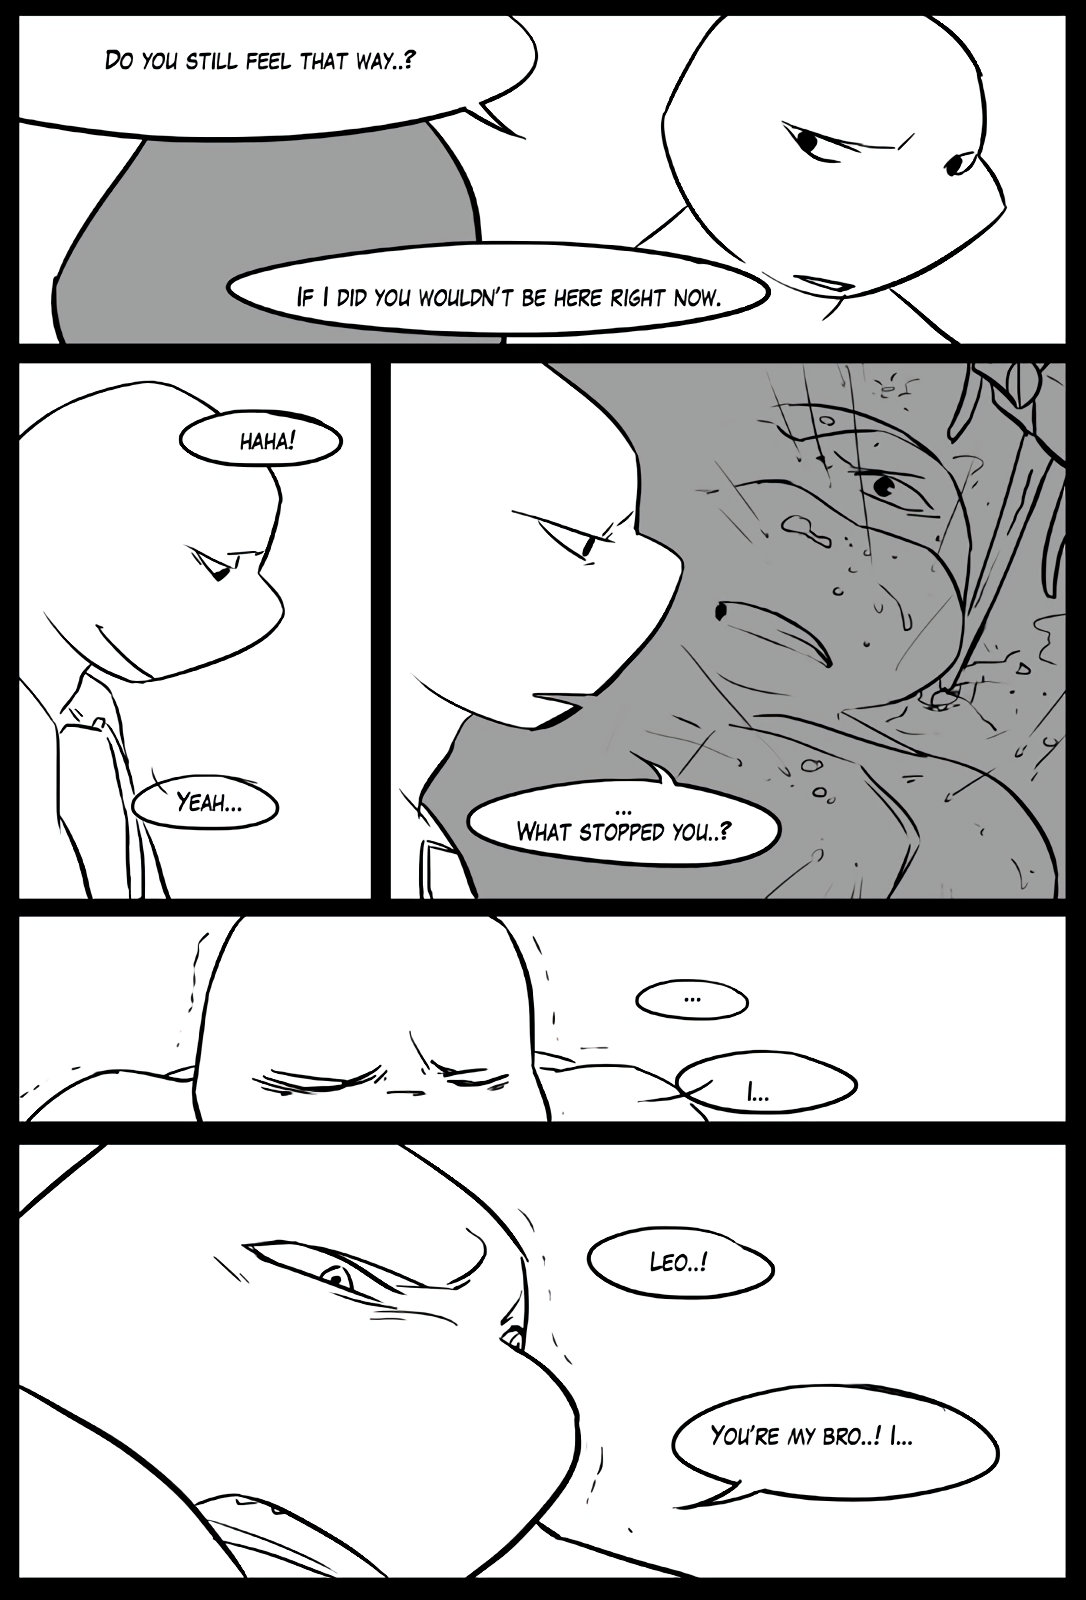 Do you still feel that way..?
If I did you wouldn't be here right now.
haha!
Yeah...
...
What stopped you..?
...
I...
Leo..!
You're my bro..! I...